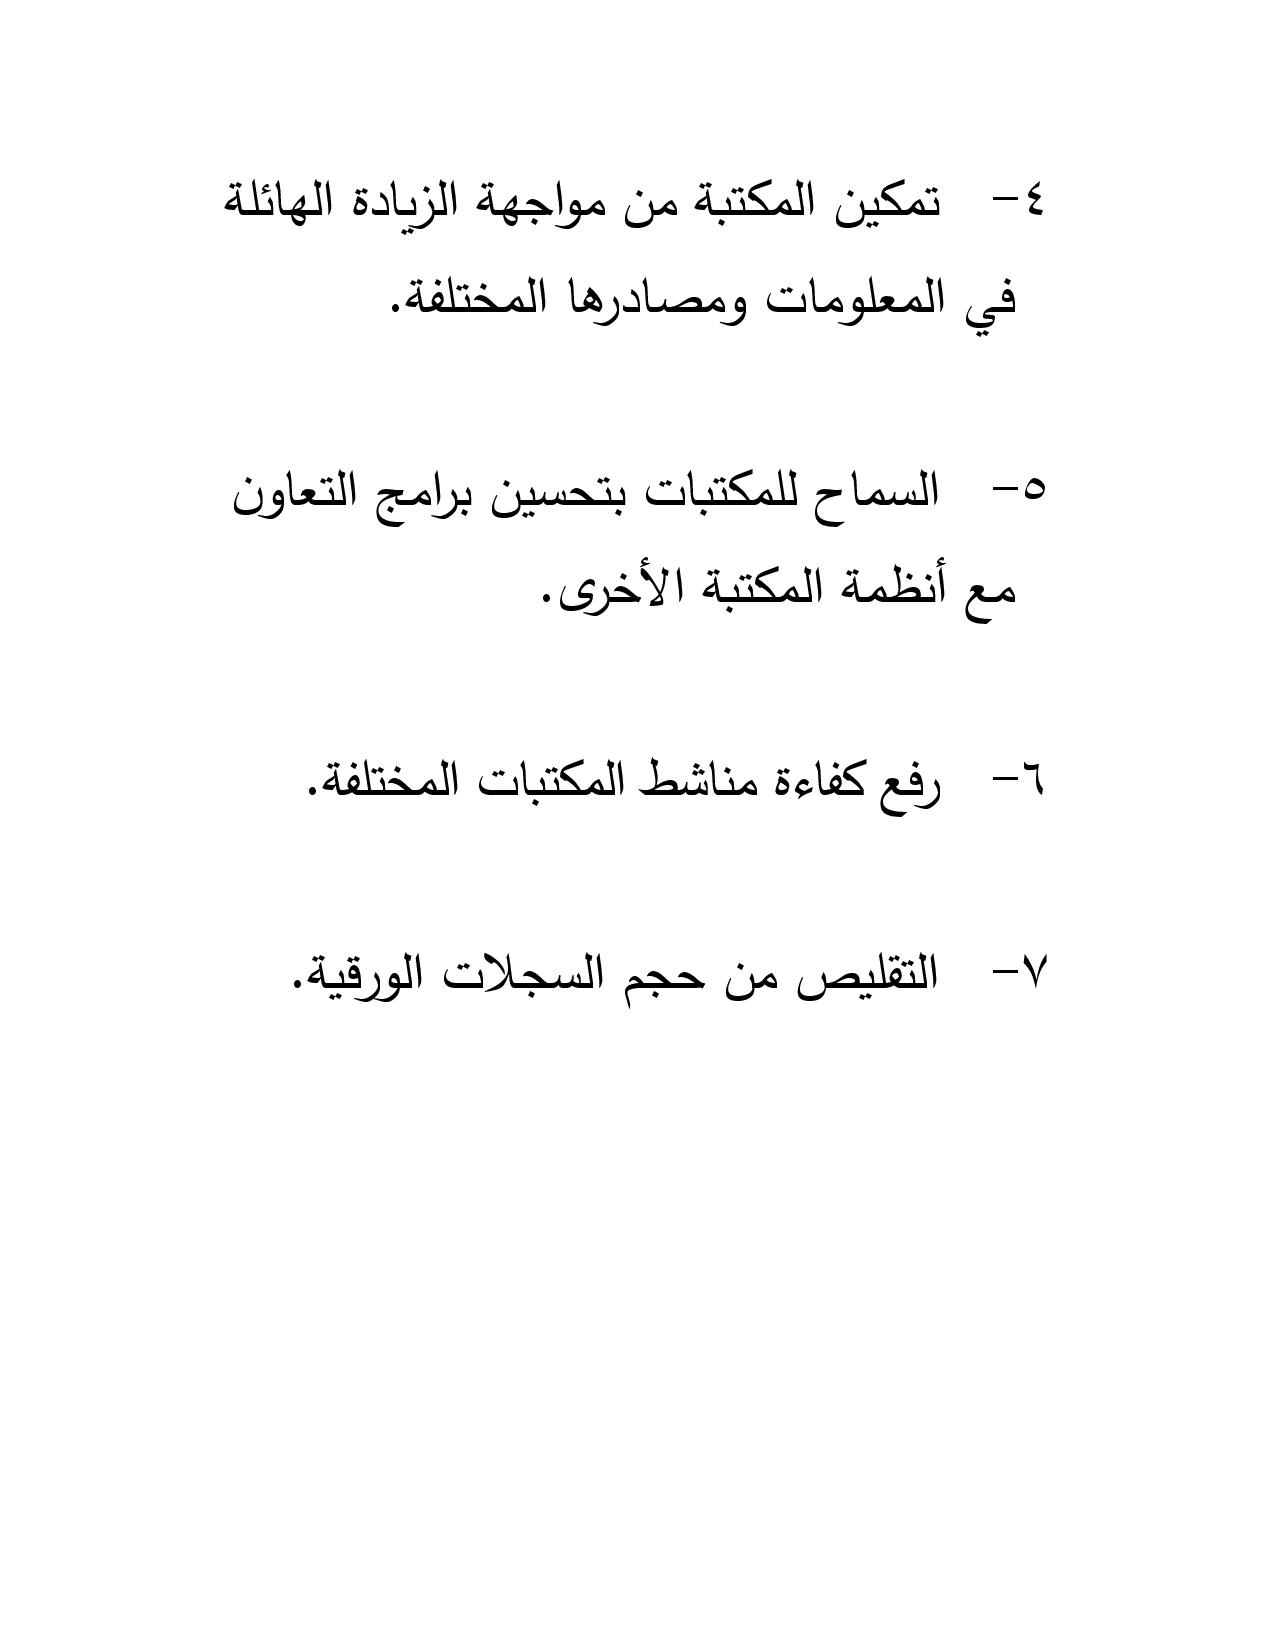 ٤- تمكين المكتبة من مواجهة الزيادة الهائلة
في المعلومات ومصادرها المختلفة.
٥- السماح للمكتبات بتحسين برامج التعاون
مع أنظمة المكتبة الأخرى.
٦- رفع كفاءة مناشط المكتبات المختلفة.
٧- التقليص من حجم السجلات الورقية.